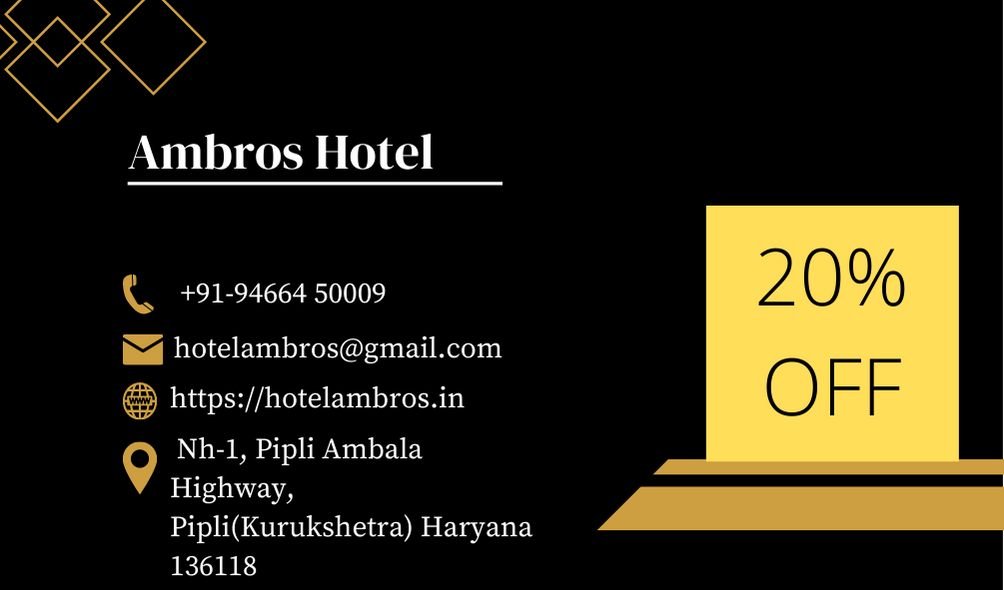 Ambros Hotel
+91-94664 50009
hotelambros@gmail.com
www
https://hotelambros.in
Nh-1, Pipli Ambala
Highway,
Pipli(Kurukshetra) Haryana
136118
20%
OFF